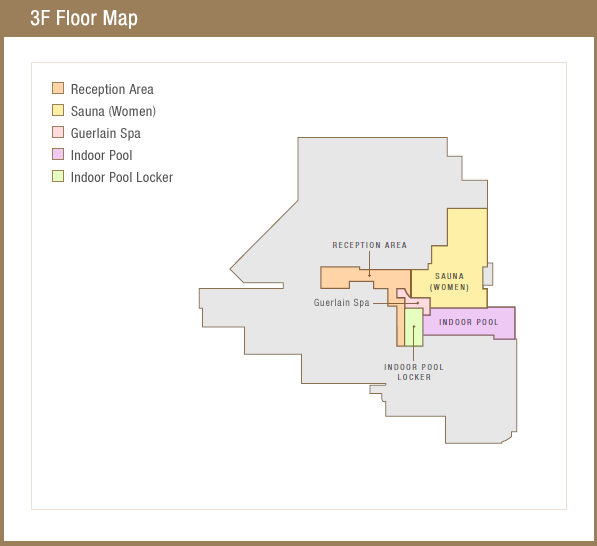 3F Floor Map
Reception Area
Sauna (Women)
Guerlain Spa
Indoor Pool
Indoor Pool Locker
RECEPTION AREA
SAUNA
(WOMEN)
Guerlain Spa
INDOOR POOL
INDOOR POOL
LOCKER